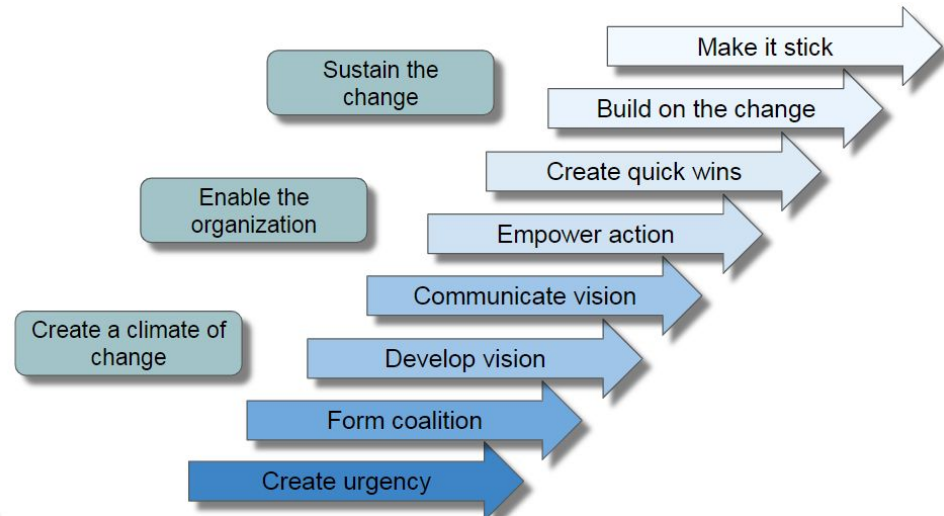 Make it stick
Sustain the
change
Build on the change
Create quick wins
Enable the
organization
Empower action
Communicate vision
Create a climate of
change
Develop vision
Form coalition
Create urgency